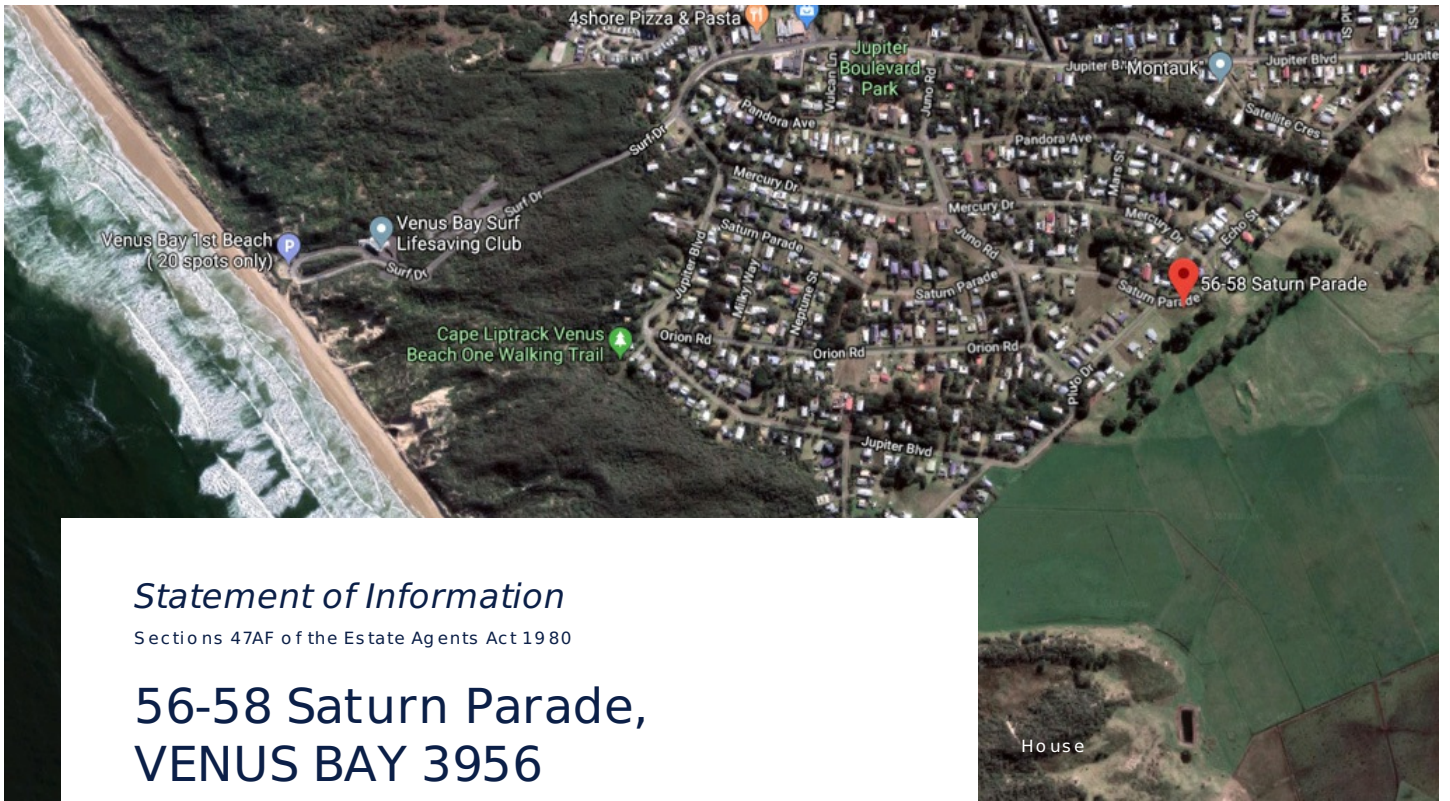 4shore Pizza & Pasta
Jupiter
Boulevard
Park
Vulcan Ln
Juno Rd
Montauk
Jupiter Blvd
Jupite
Satellite Cres
Pandora Ave
Pandora Ave
Surf Dr
Mars St
Mercury Dr
Surf Dr
Mercury Dr
Mercury Dr
Echo St
Venus Bay Surf
Lifesaving Club
Venus Bay 1st Beach
( 20 spots only)
P
Surf Dr
Saturn Parade
Juno Rd
Jupiter Blvd
Milky Way
Neptune St
Saturn Parade
Saturn Parade
56-58 Saturn Parade
Cape Liptrack Venus
Beach One Walking Trail
Orion Rd
Orion Rd
Orion Rd
Pluto Dr
Jupiter Blvd
Statement of Information
Sections 47AF of the Estate Agents Act 1980
56-58 Saturn Parade,
VENUS BAY 3956
House